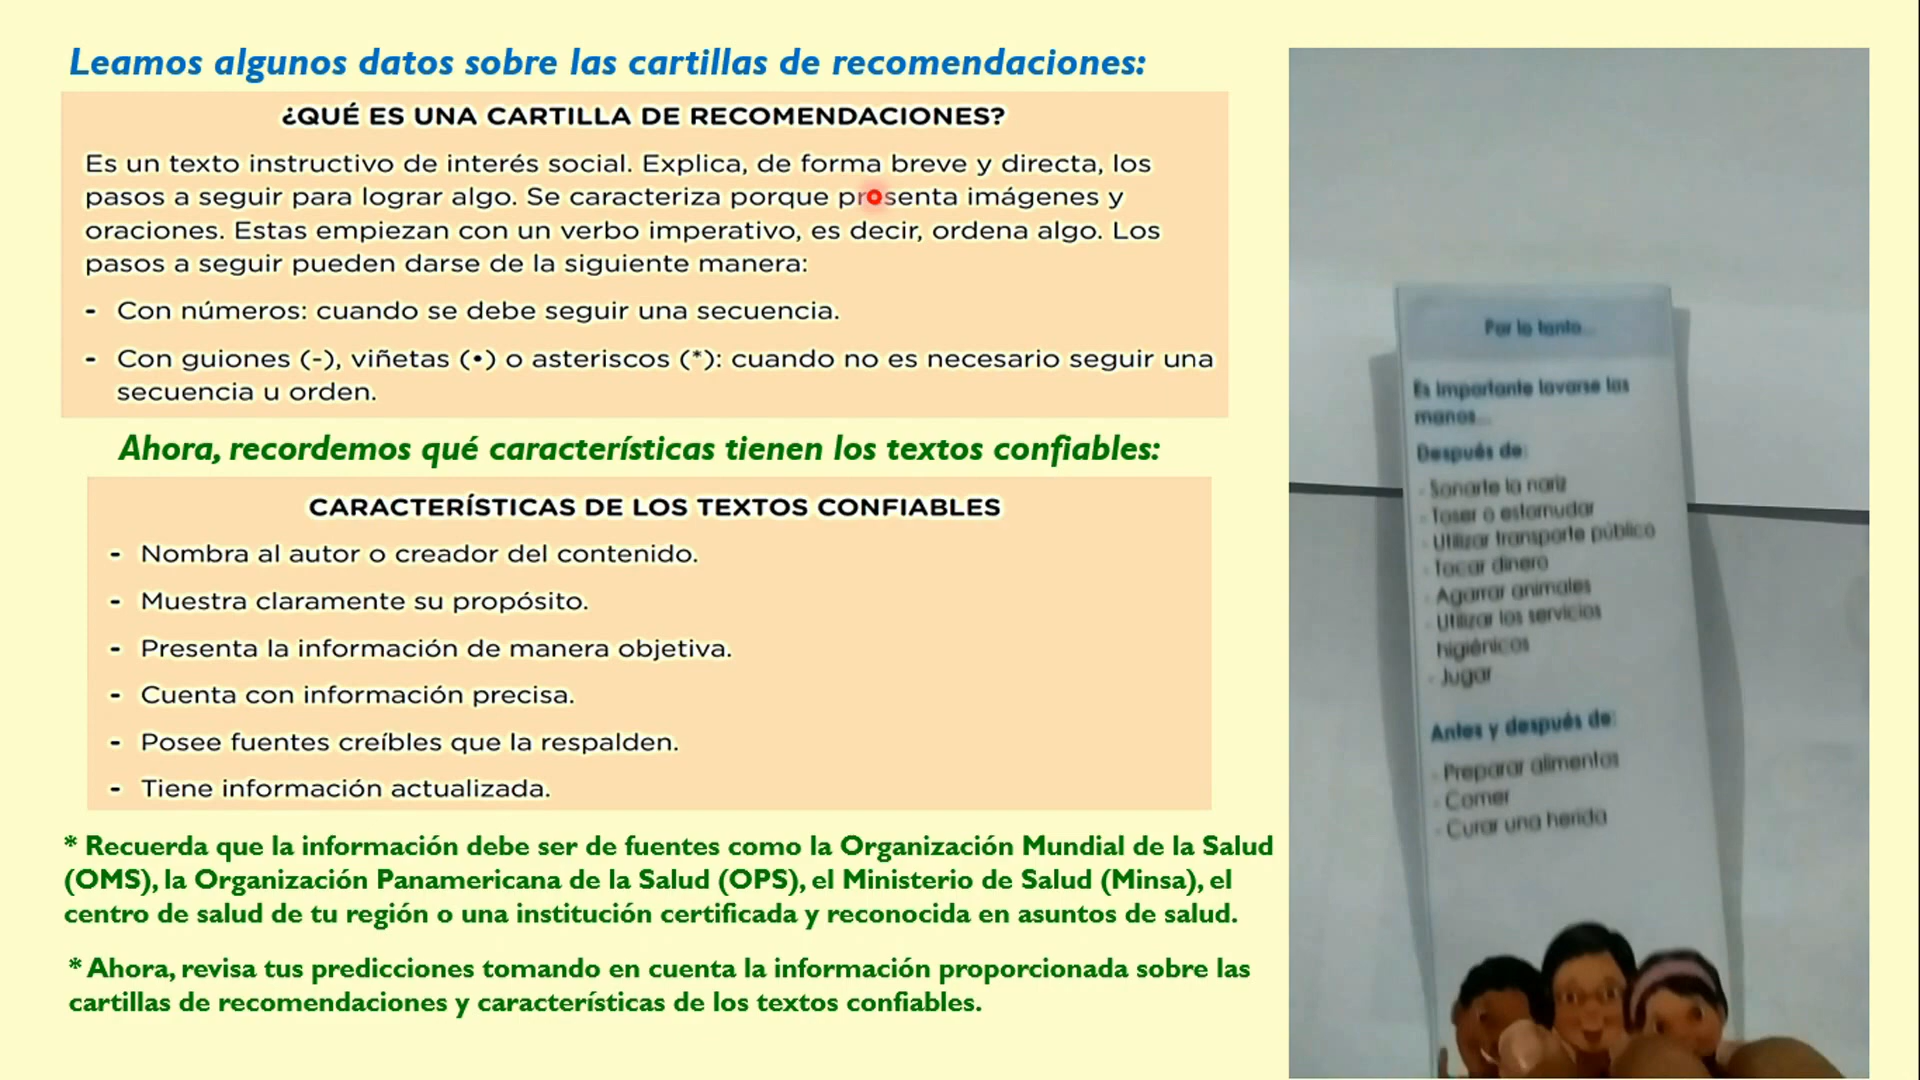 Leamos algunos datos sobre las cartillas de recomendaciones:
¿QUÉ ES UNA CARTILLA DE RECOMENDACIONES?
Es un texto instructivo de interés social. Explica, de forma breve y directa, los
pasos a seguir para lograr algo. Se caracteriza porque presenta imágenes y
oraciones. Estas empiezan con un verbo imperativo, es decir, ordena algo. Los
pasos a seguir pueden darse de la siguiente manera:
- Con números: cuando se debe seguir una secuencia.
- Con guiones (-), viñetas (•) o asteriscos (*): cuando no es necesario seguir una
secuencia u orden.
Ahora, recordemos qué características tienen los textos confiables:
CARACTERÍSTICAS DE LOS TEXTOS CONFIABLES
- Nombra al autor o creador del contenido.
- Muestra claramente su propósito.
- Presenta la información de manera objetiva.
- Cuenta con información precisa.
- Posee fuentes creíbles que la respalden.
- Tiene información actualizada.
* Recuerda que la información debe ser de fuentes como la Organización Mundial de la Salud
(OMS), la Organización Panamericana de la Salud (OPS), el Ministerio de Salud (Minsa), el
centro de salud de tu región o una institución certificada y reconocida en asuntos de salud.
* Ahora, revisa tus predicciones tomando en cuenta la información proporcionada sobre las
cartillas de recomendaciones y características de los textos confiables.
Por lo tanto...
Es importante lavarse las
manos...
Después de:
- Sonarte la nariz
- Toser o estornudar
- Utilizar transporte público
- Tocar dinero
- Agarrar animales
- Utilizar los servicios
higiénicos
- Jugar
Antes y después de:
- Preparar alimentos
- Comer
- Curar una herida